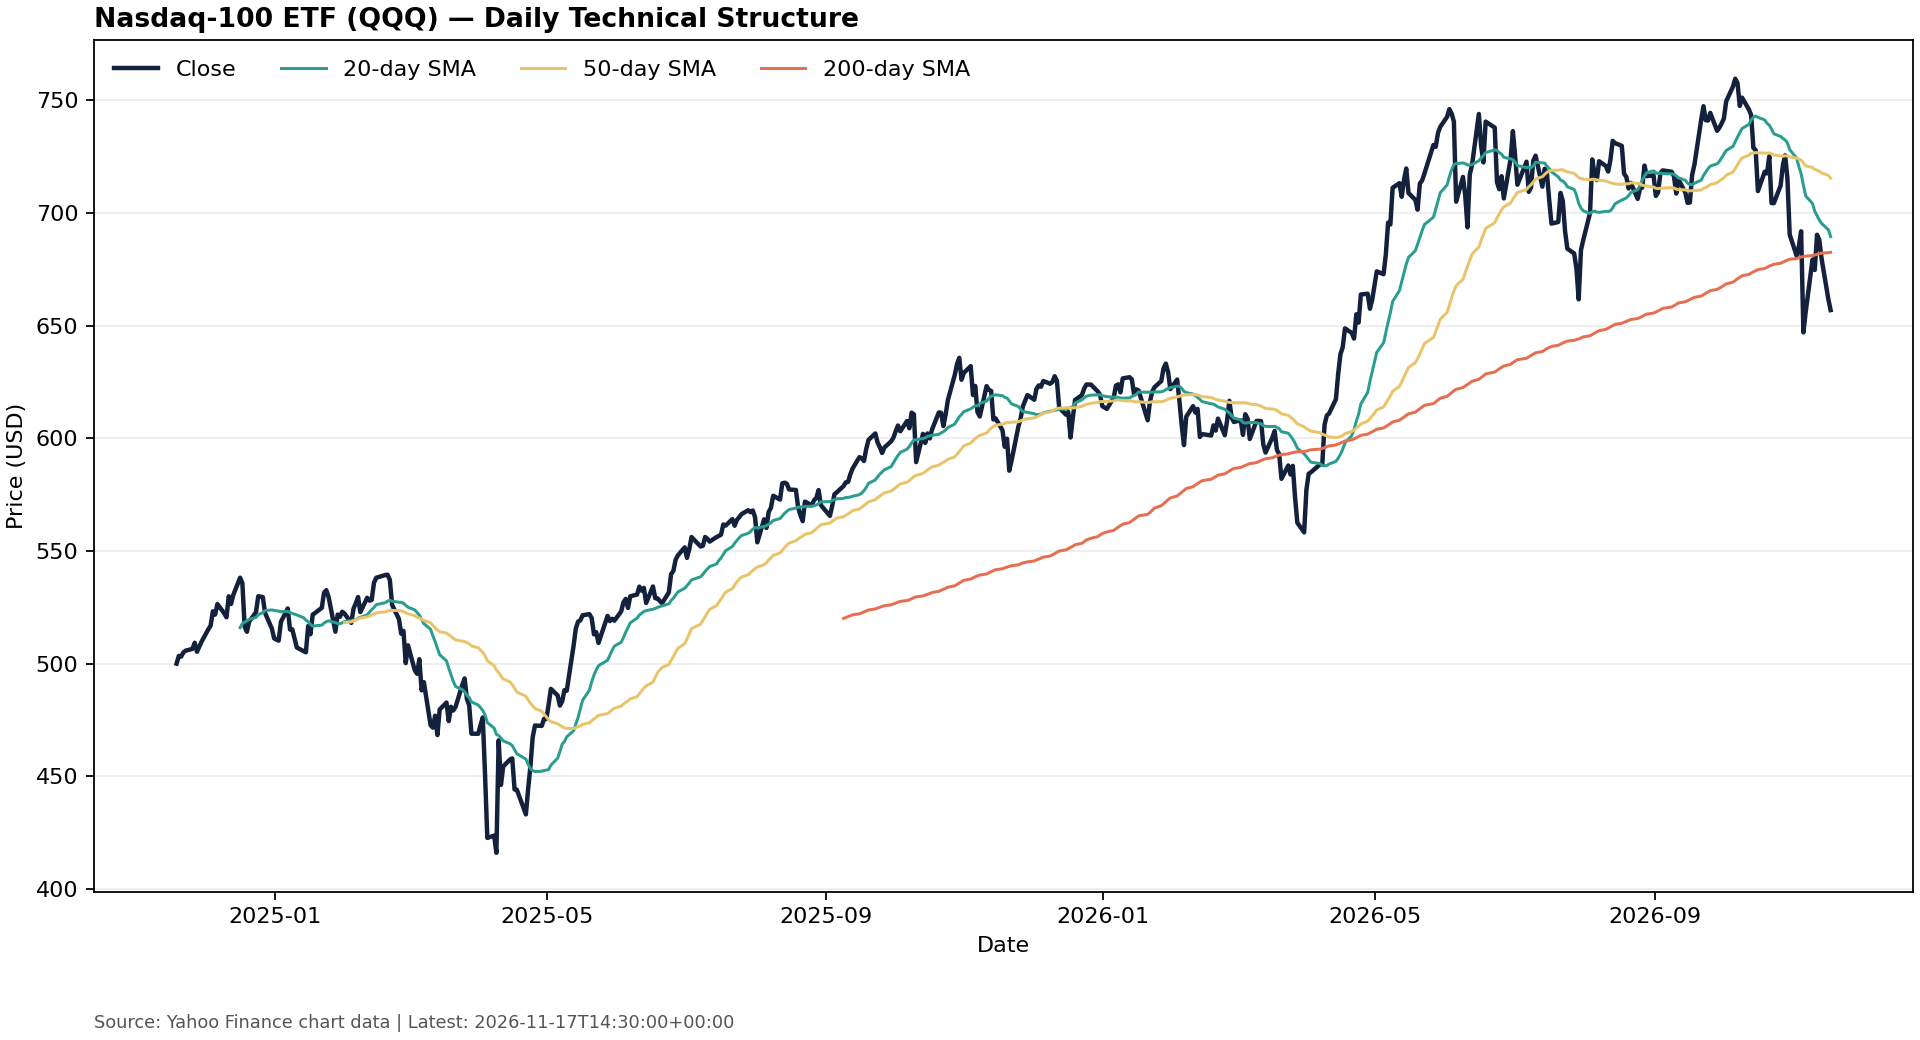 Nasdaq-100 ETF (QQQ) — Daily Technical Structure
Close 20-day SMA 50-day SMA 200-day SMA
750
700
650
600
550
500
450
400
Price (USD)
2025-01 2025-05 2025-09 2026-01 2026-05 2026-09
Date
Source: Yahoo Finance chart data | Latest: 2026-11-17T14:30:00+00:00